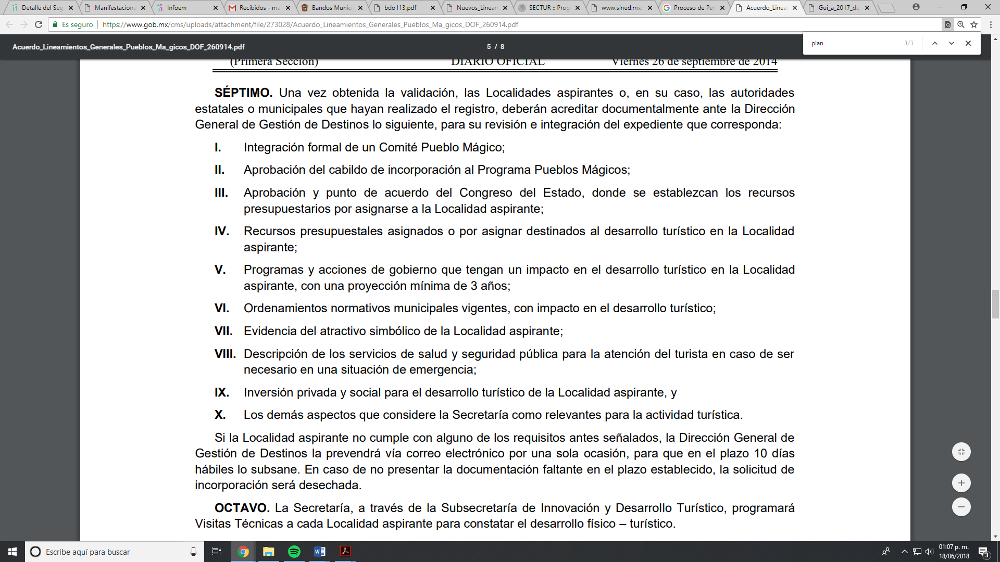 Detalle del Seg
Manifestacione
Infoem
Recibidos - ma
Bandos Munici
bdo113.pdf
Nuevos_Lineam
SECTUR :: Prog
www.sined.mx/
Proceso de Per
Acuerdo_Linea
Gui_a_2017_de
Es seguro
https://www.gob.mx/cms/uploads/attachment/file/273028/Acuerdo_Lineamientos_Generales_Pueblos_Ma_gicos_DOF_260914.pdf
plan 3/3
Acuerdo_Lineamientos_Generales_Pueblos_Ma_gicos_DOF_260914.pdf 5 / 8
(Primera Sección) DIARIO OFICIAL Viernes 26 de septiembre de 2014
SÉPTIMO. Una vez obtenida la validación, las Localidades aspirantes o, en su caso, las autoridades
estatales o municipales que hayan realizado el registro, deberán acreditar documentalmente ante la Dirección
General de Gestión de Destinos lo siguiente, para su revisión e integración del expediente que corresponda:
I. Integración formal de un Comité Pueblo Mágico;
II. Aprobación del cabildo de incorporación al Programa Pueblos Mágicos;
III. Aprobación y punto de acuerdo del Congreso del Estado, donde se establezcan los recursos
presupuestarios por asignarse a la Localidad aspirante;
IV. Recursos presupuestales asignados o por asignar destinados al desarrollo turístico en la Localidad
aspirante;
V. Programas y acciones de gobierno que tengan un impacto en el desarrollo turístico en la Localidad
aspirante, con una proyección mínima de 3 años;
VI. Ordenamientos normativos municipales vigentes, con impacto en el desarrollo turístico;
VII. Evidencia del atractivo simbólico de la Localidad aspirante;
VIII. Descripción de los servicios de salud y seguridad pública para la atención del turista en caso de ser
necesario en una situación de emergencia;
IX. Inversión privada y social para el desarrollo turístico de la Localidad aspirante, y
X. Los demás aspectos que considere la Secretaría como relevantes para la actividad turística.
Si la Localidad aspirante no cumple con alguno de los requisitos antes señalados, la Dirección General de
Gestión de Destinos la prevendrá vía correo electrónico por una sola ocasión, para que en el plazo 10 días
hábiles lo subsane. En caso de no presentar la documentación faltante en el plazo establecido, la solicitud de
incorporación será desechada.
OCTAVO. La Secretaría, a través de la Subsecretaría de Innovación y Desarrollo Turístico, programará
Visitas Técnicas a cada Localidad aspirante para constatar el desarrollo físico – turístico.
Escribe aquí para buscar
01:07 p. m.
18/06/2018
3